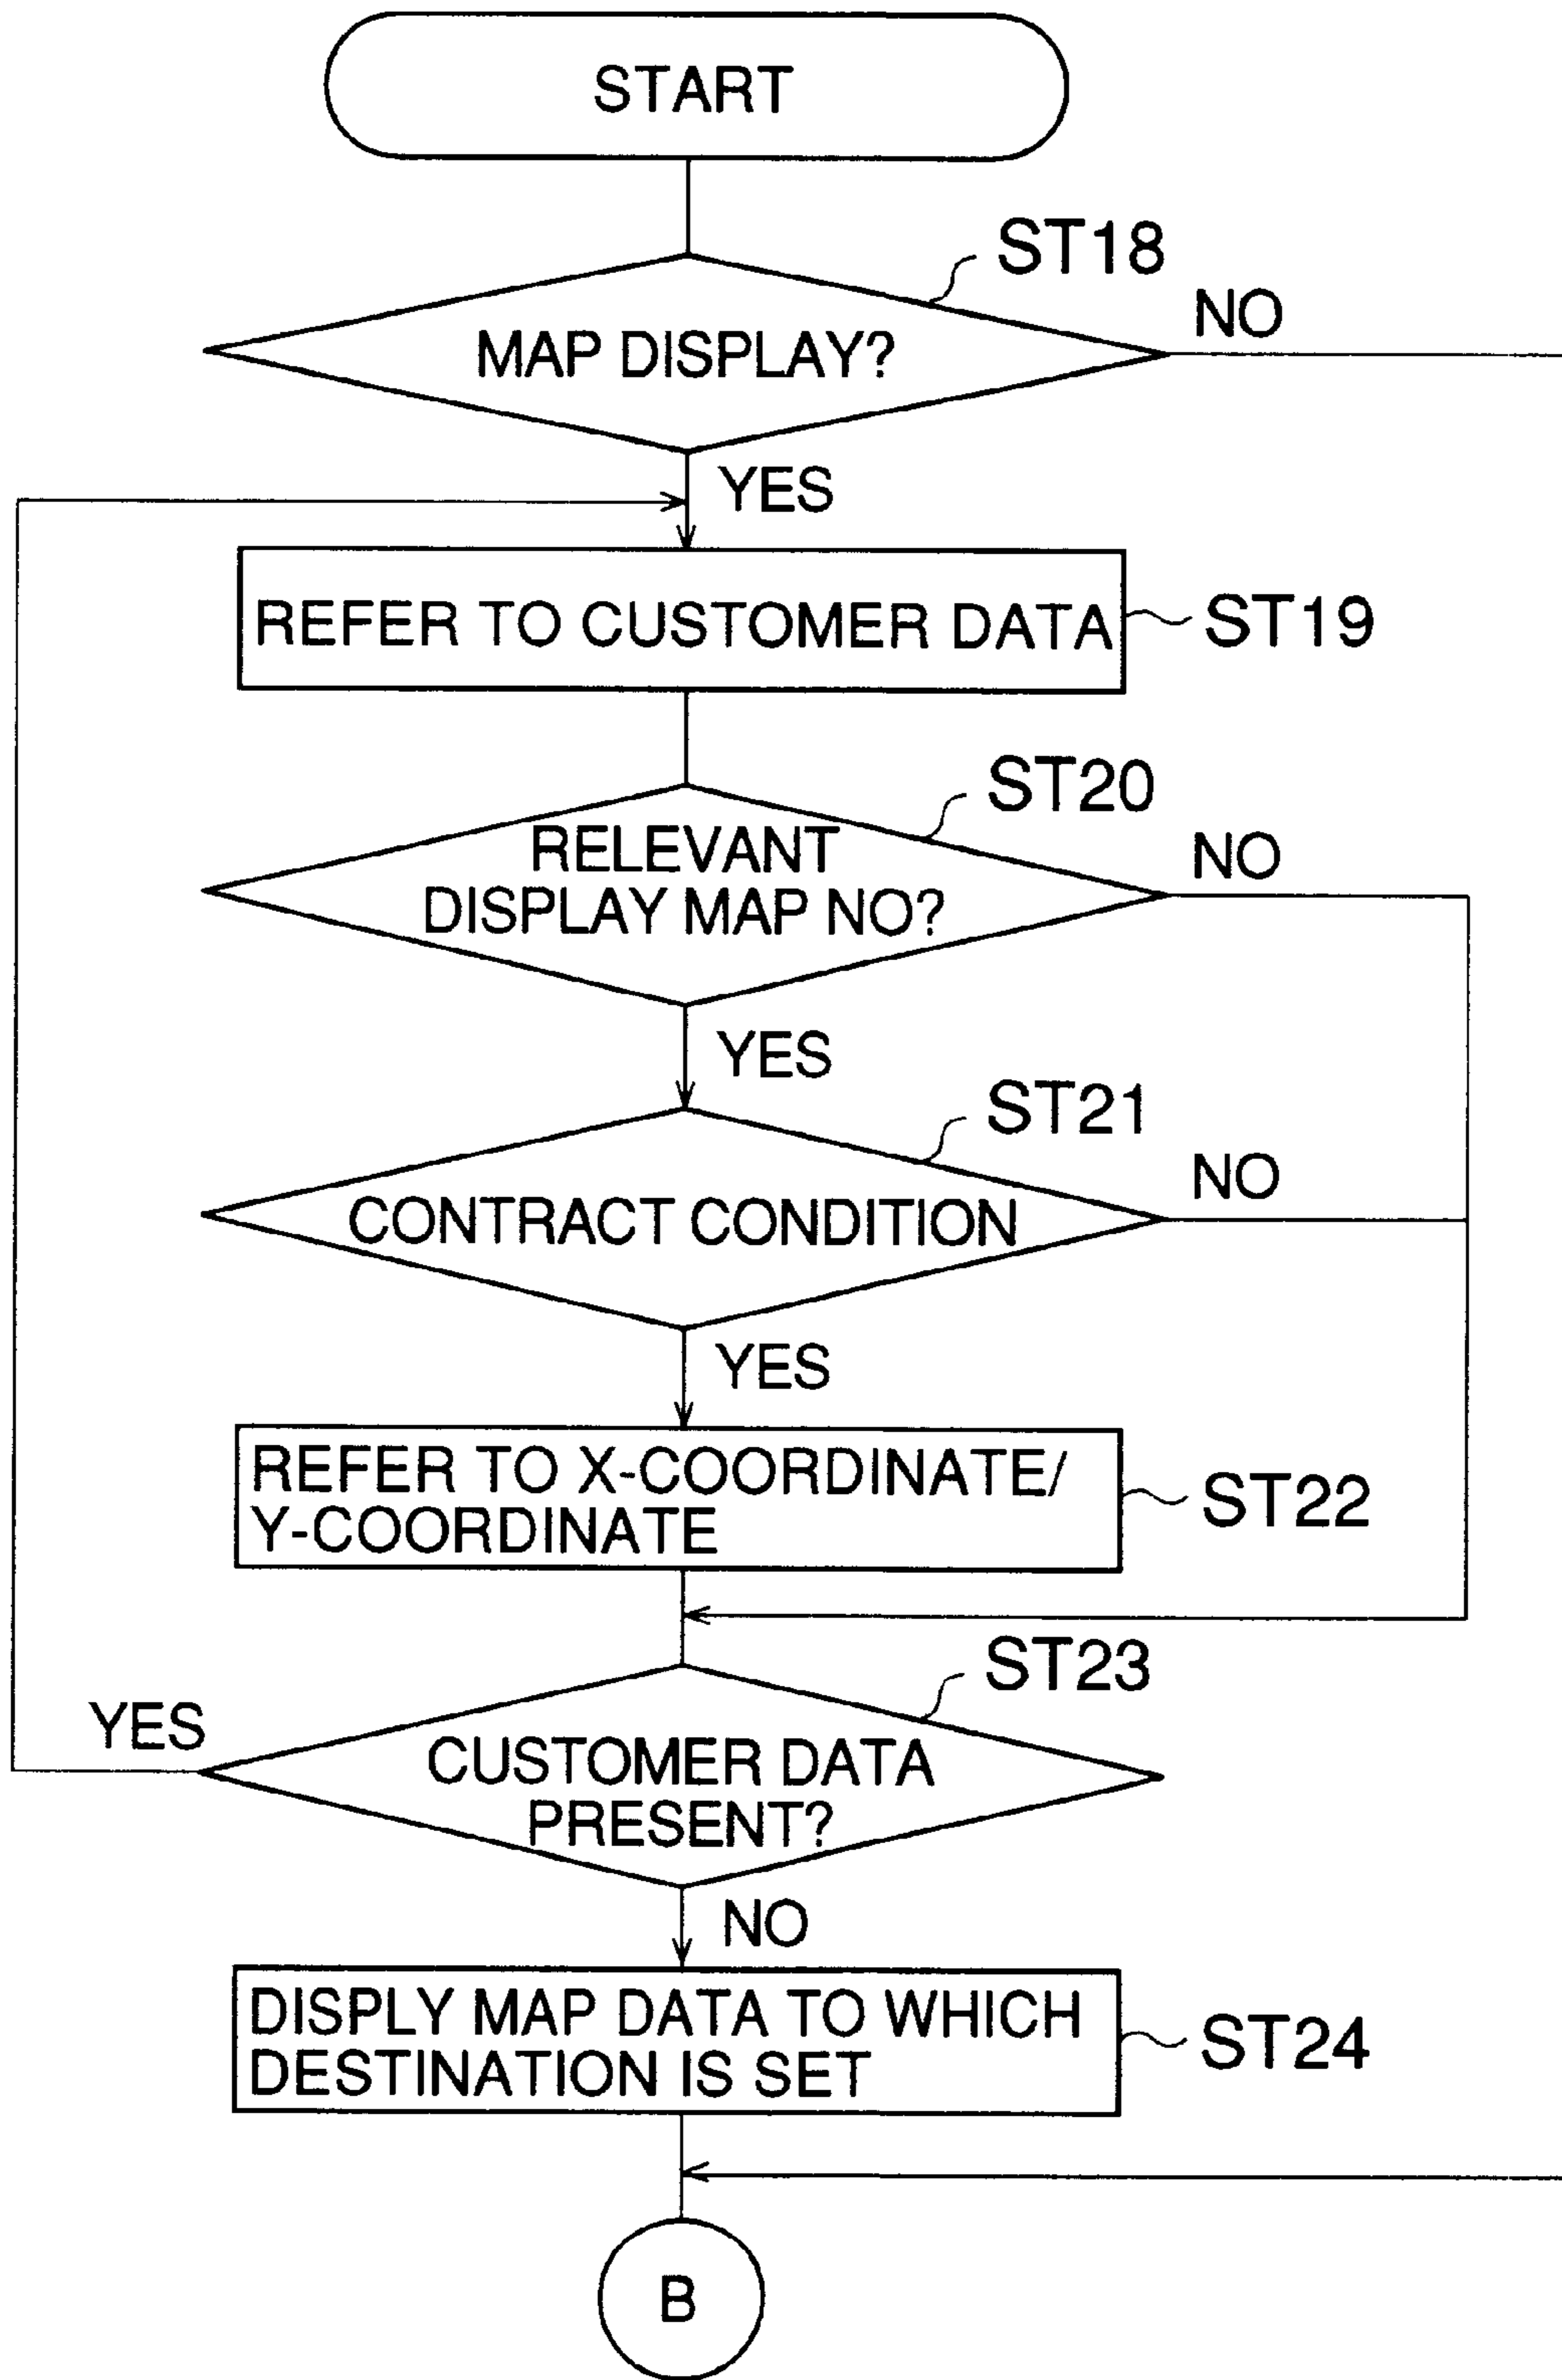 START
ST18
NO
MAP DISPLAY?
YES
REFER TO CUSTOMER DATA
ST19
ST20
RELEVANT
NO
DISPLAY MAP NO?
YES
ST21
NO
CONTRACT CONDITION
YES
REFER TO X-COORDINATE/
Y-COORDINATE
ST22
ST23
YES
CUSTOMER DATA
PRESENT?
NO
DISPLY MAP DATA TO WHICH
DESTINATION IS SET
ST24
B